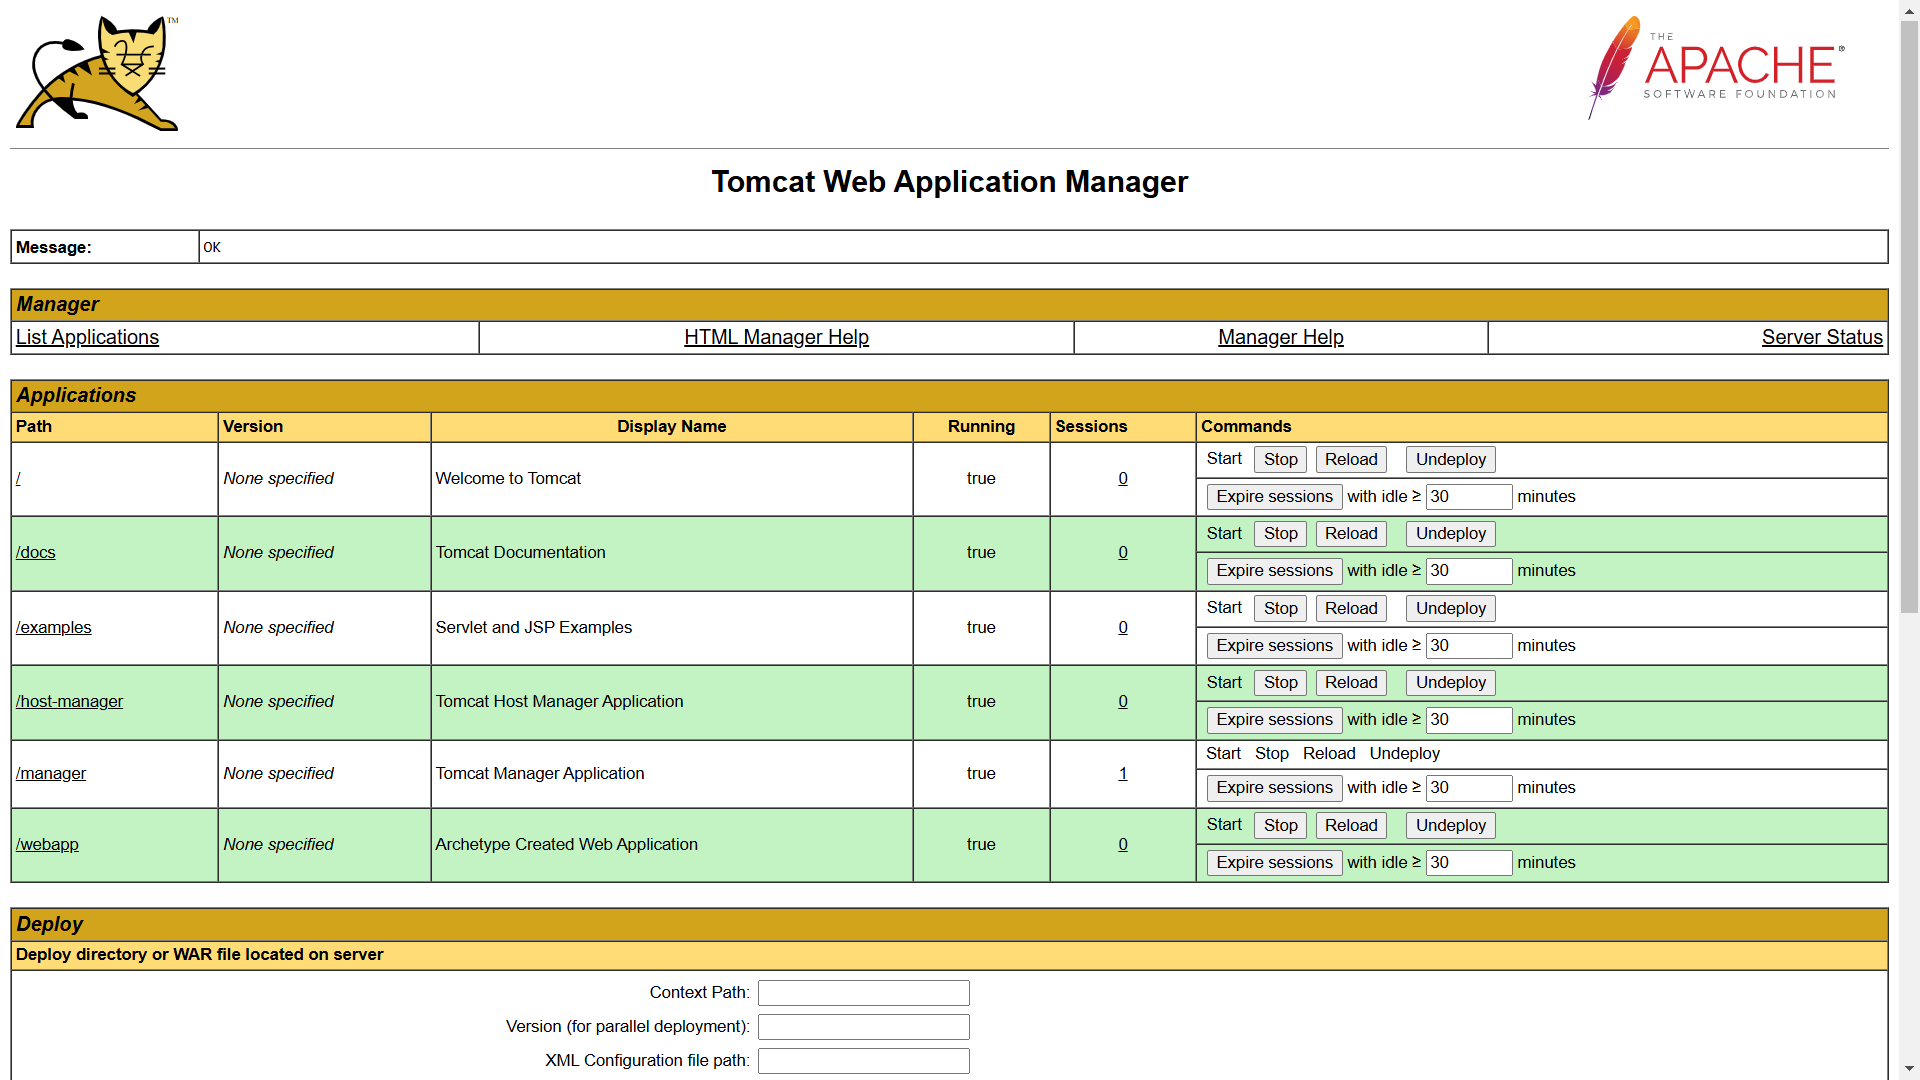 TM
THE
APACHE®
SOFTWARE FOUNDATION
Tomcat Web Application Manager
Message: OK
Manager
List Applications HTML Manager Help Manager Help Server Status
Applications
Path Version Display Name Running Sessions Commands
/ None specified Welcome to Tomcat true 0 Start Stop Reload Undeploy
Expire sessions with idle ≥ 30 minutes
/docs None specified Tomcat Documentation true 0 Start Stop Reload Undeploy
Expire sessions with idle ≥ 30 minutes
/examples None specified Servlet and JSP Examples true 0 Start Stop Reload Undeploy
Expire sessions with idle ≥ 30 minutes
/host-manager None specified Tomcat Host Manager Application true 0 Start Stop Reload Undeploy
Expire sessions with idle ≥ 30 minutes
/manager None specified Tomcat Manager Application true 1 Start Stop Reload Undeploy
Expire sessions with idle ≥ 30 minutes
/webapp None specified Archetype Created Web Application true 0 Start Stop Reload Undeploy
Expire sessions with idle ≥ 30 minutes
Deploy
Deploy directory or WAR file located on server
Context Path:
Version (for parallel deployment):
XML Configuration file path: